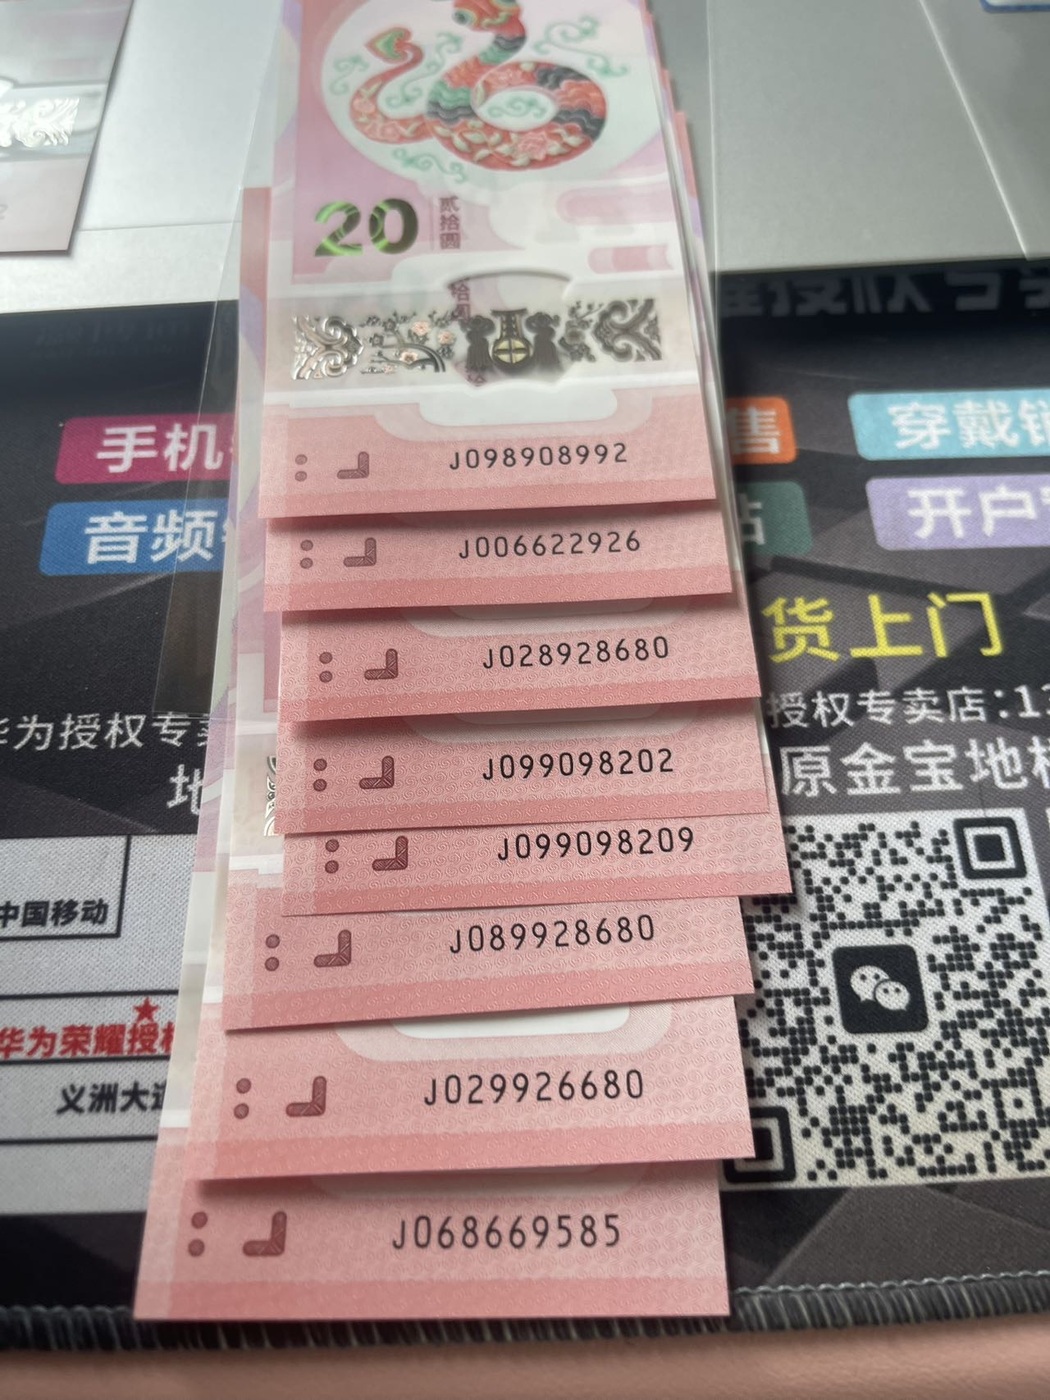 20
贰拾圆
J098908992
J006622926
J028928680
J099098202
J099098209
J089928680
J029926680
J068669585
手机
售
穿戴
音频
开户
货上门
华为授权专卖
授权专卖店:1
地
原金宝地
中国移动
华为荣耀授
义洲大